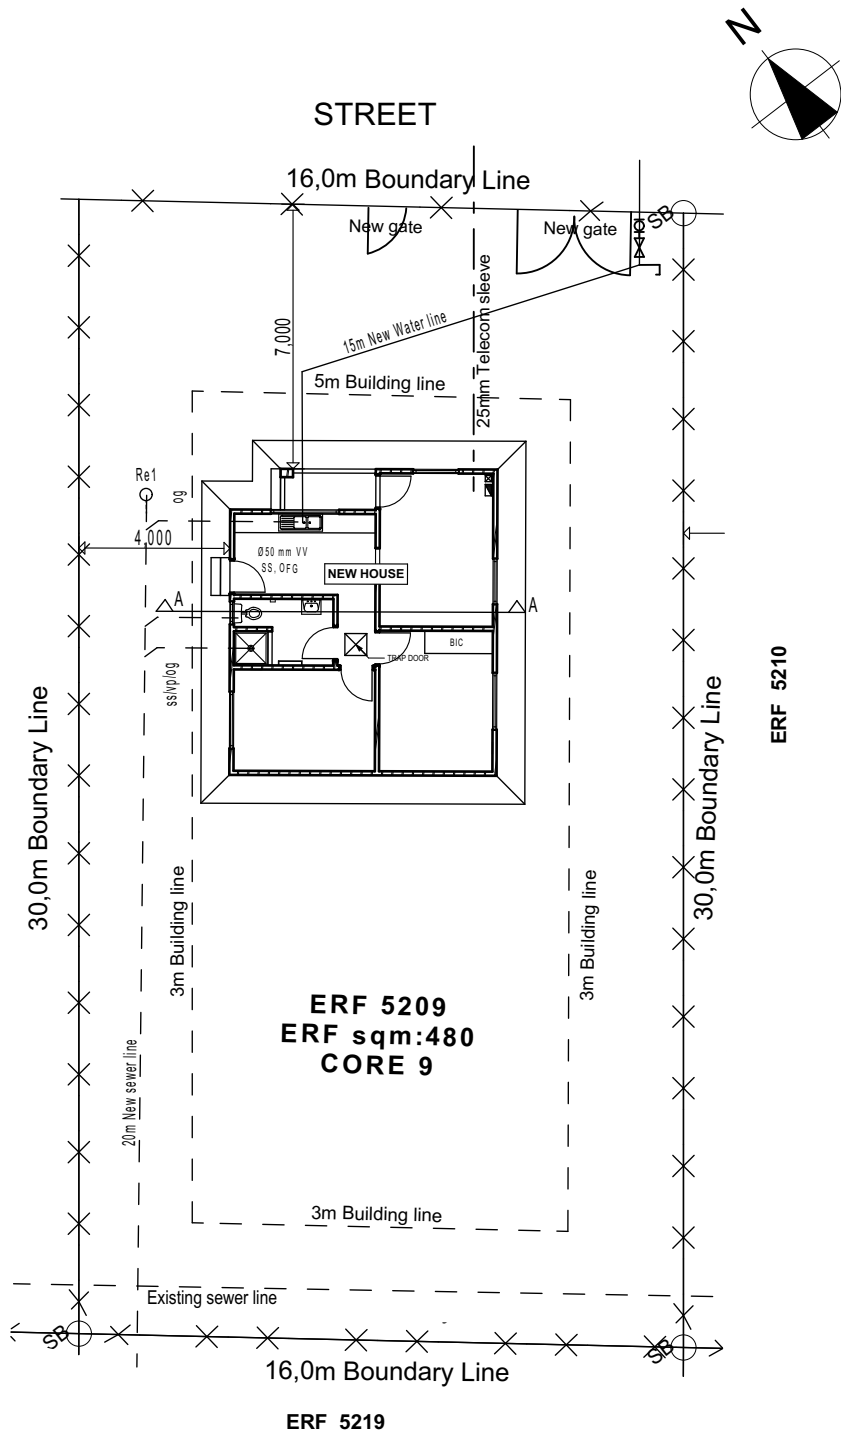 N
STREET
16,0m Boundary Line
SB
New gate
New gate
7,000
15m New Water line
25mm Telecom sleeve
5m Building line
Re1
og
4,000
Ø50 mm VV
SS, OFG
NEW HOUSE
A
A
BIC
TRAP DOOR
ss/vp/og
ERF 5210
30,0m Boundary Line
30,0m Boundary Line
3m Building line
3m Building line
ERF 5209
ERF sqm:480
CORE 9
20m New sewer line
3m Building line
Existing sewer line
SB
SB
16,0m Boundary Line
ERF 5219